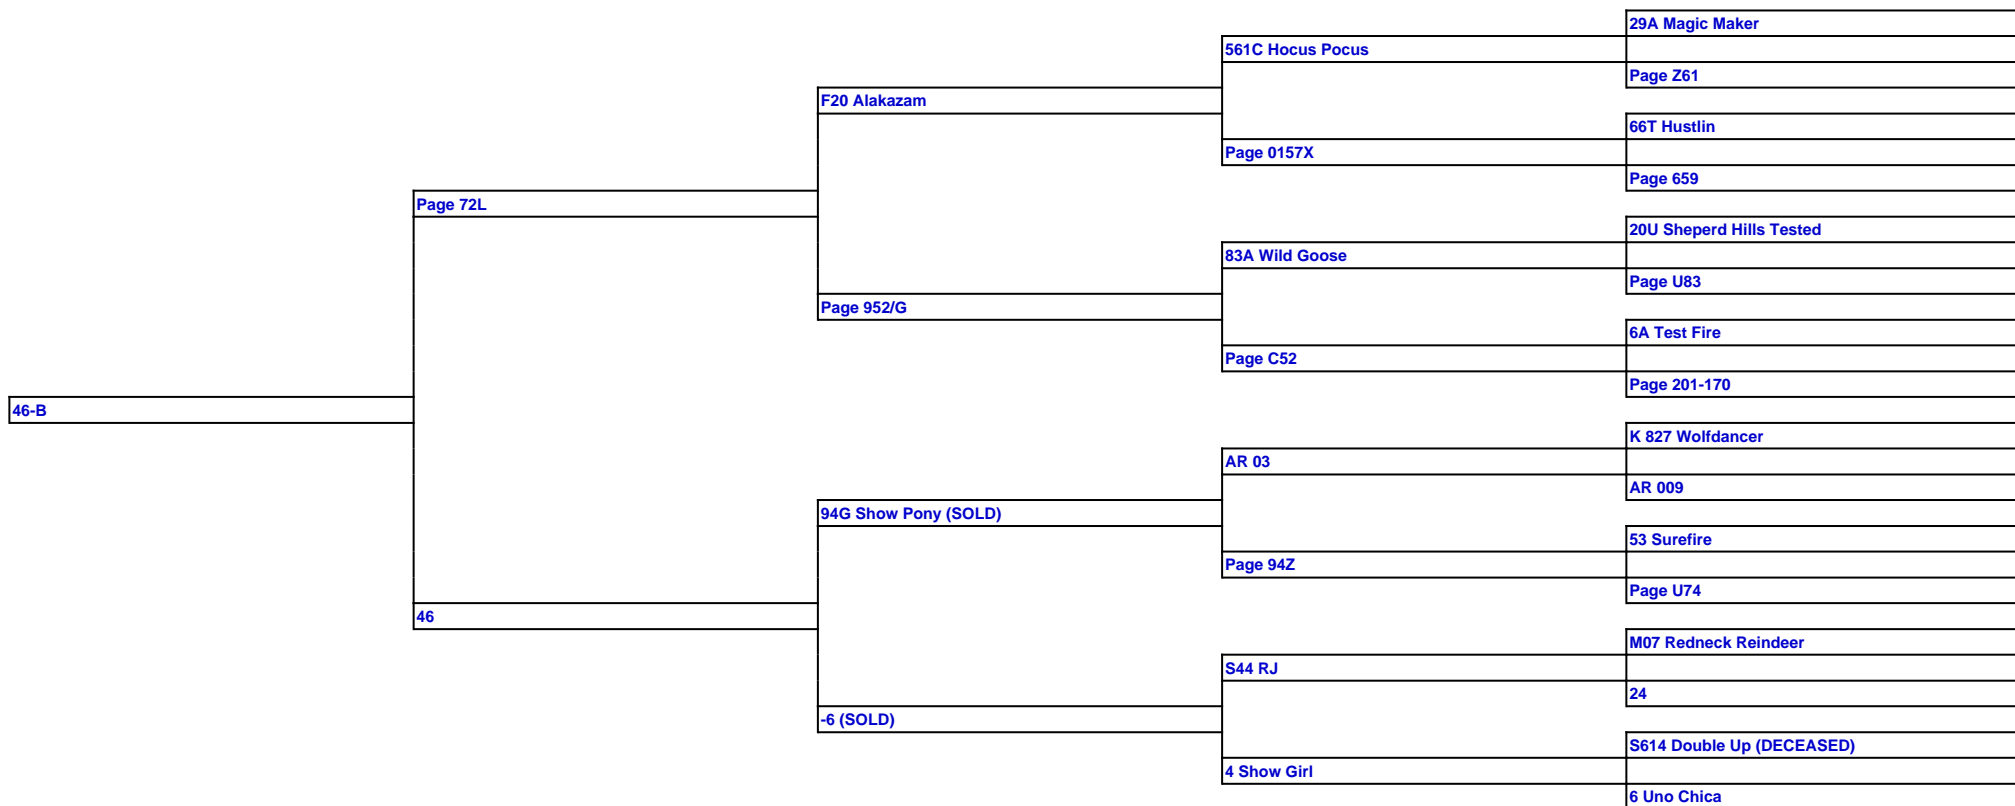 29A Magic Maker
561C Hocus Pocus
Page Z61
F20 Alakazam
66T Hustlin
Page 0157X
Page 659
Page 72L
20U Sheperd Hills Tested
83A Wild Goose
Page U83
Page 952/G
6A Test Fire
Page C52
Page 201-170
46-B
K 827 Wolfdancer
AR 03
AR 009
94G Show Pony (SOLD)
53 Surefire
Page 94Z
Page U74
46
M07 Redneck Reindeer
S44 RJ
24
-6 (SOLD)
S614 Double Up (DECEASED)
4 Show Girl
6 Uno Chica